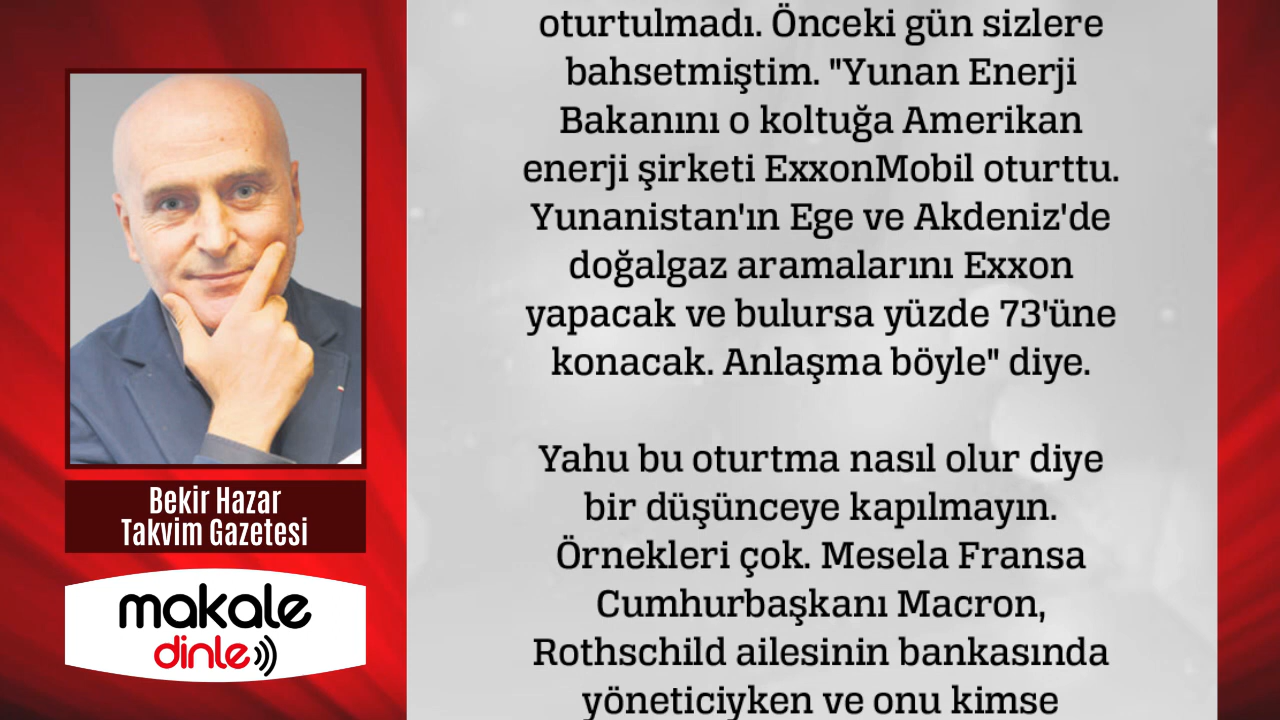 Bekir Hazar
Takvim Gazetesi
makale
dinle
oturtulmadı. Önceki gün sizlere
bahsetmiştim. "Yunan Enerji
Bakanını o koltuğa Amerikan
enerji şirketi ExxonMobil oturttu.
Yunanistan'ın Ege ve Akdeniz'de
doğalgaz aramalarını Exxon
yapacak ve bulursa yüzde 73'üne
konacak. Anlaşma böyle" diye.
Yahu bu oturtma nasıl olur diye
bir düşünceye kapılmayın.
Örnekleri çok. Mesela Fransa
Cumhurbaşkanı Macron,
Rothschild ailesinin bankasında
yöneticiyken ve onu kimse